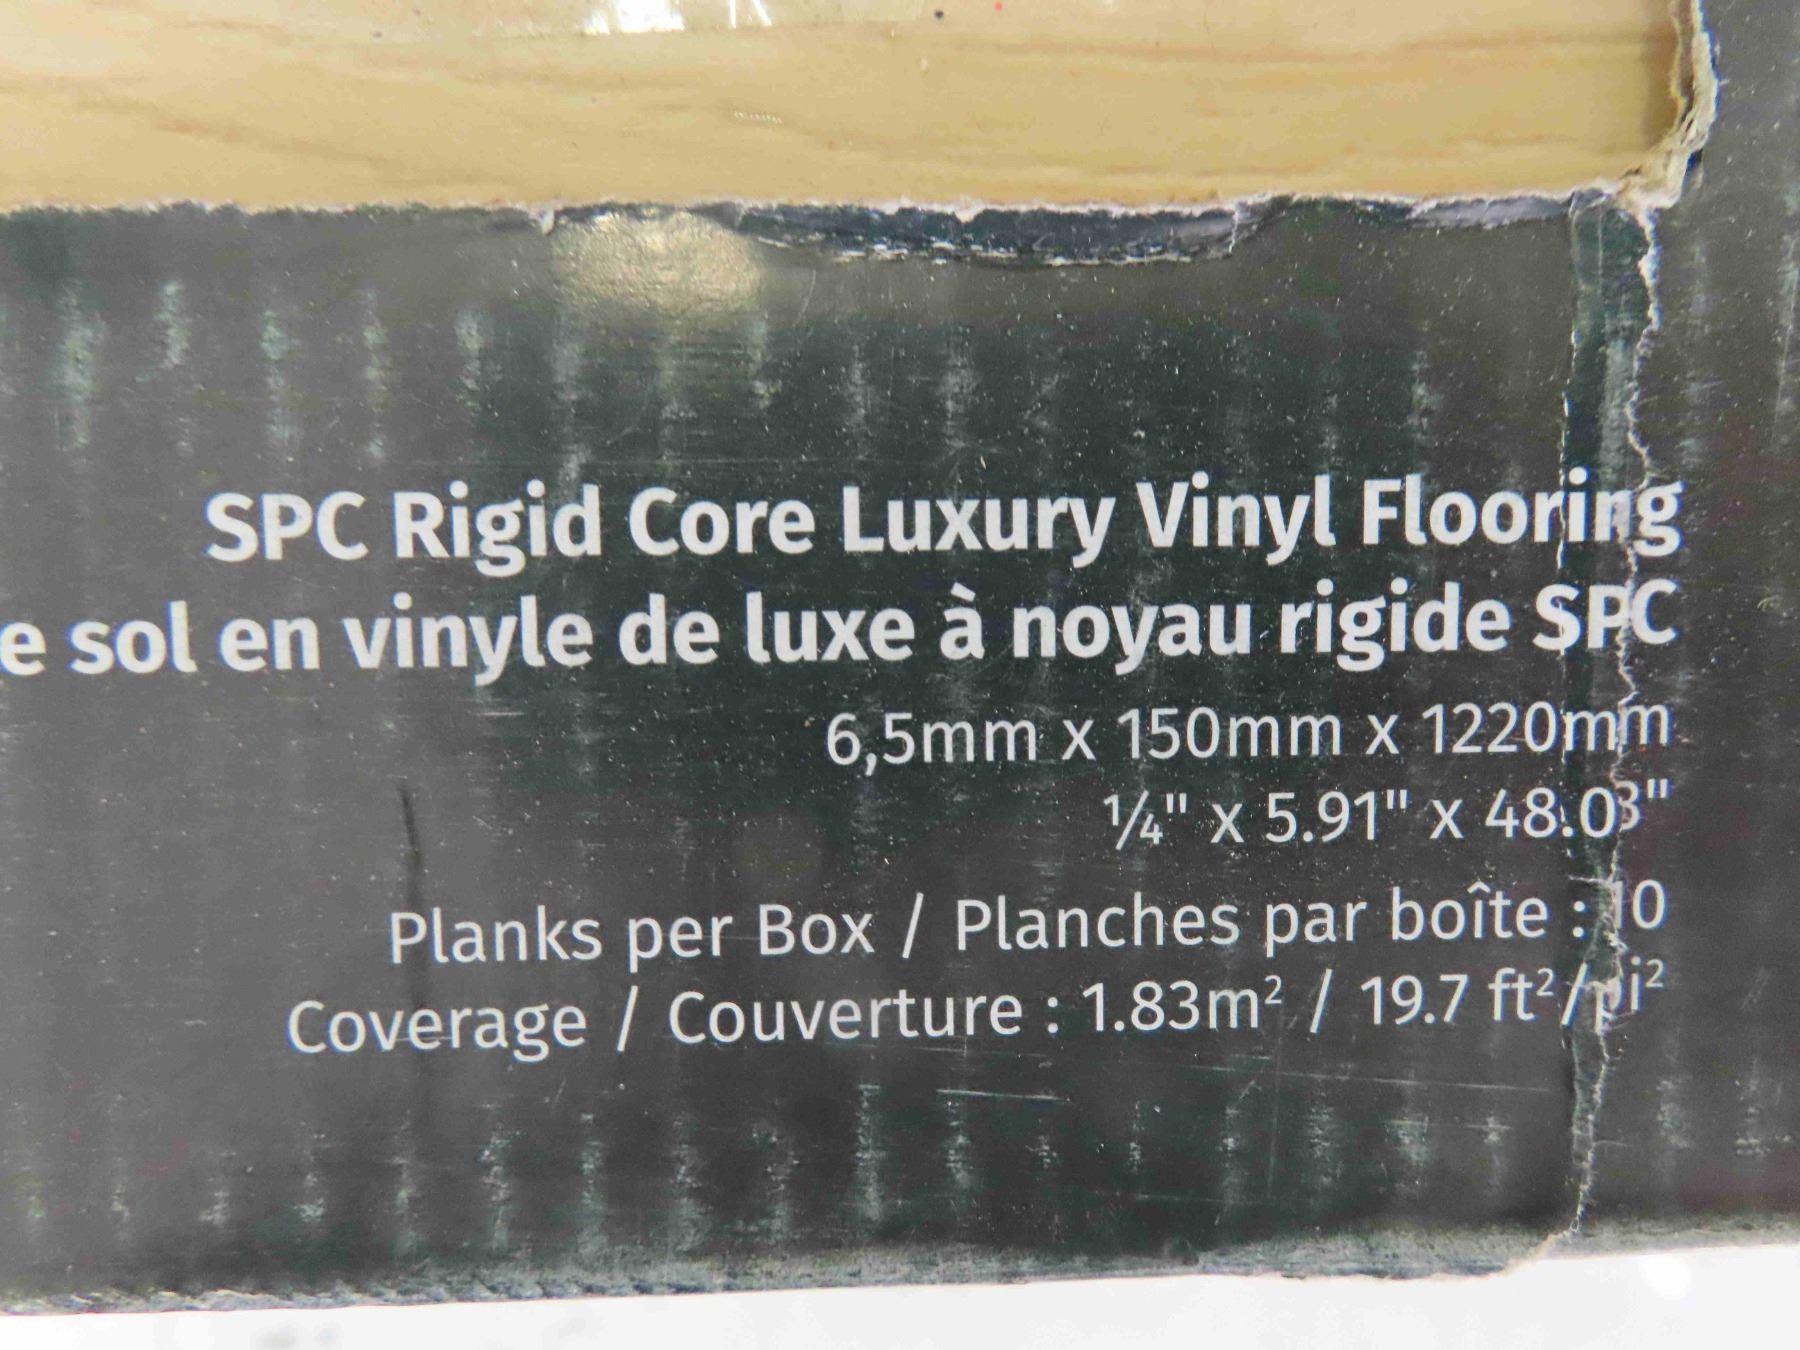 SPC Rigid Core Luxury Vinyl Flooring
e sol en vinyle de luxe à noyau rigide SPC
6,5mm x 150mm x 1220mm
¼" x 5.91" x 48.03"
Planks per Box / Planches par boîte : 10
Coverage / Couverture : 1.83m² / 19.7 ft²/pi²